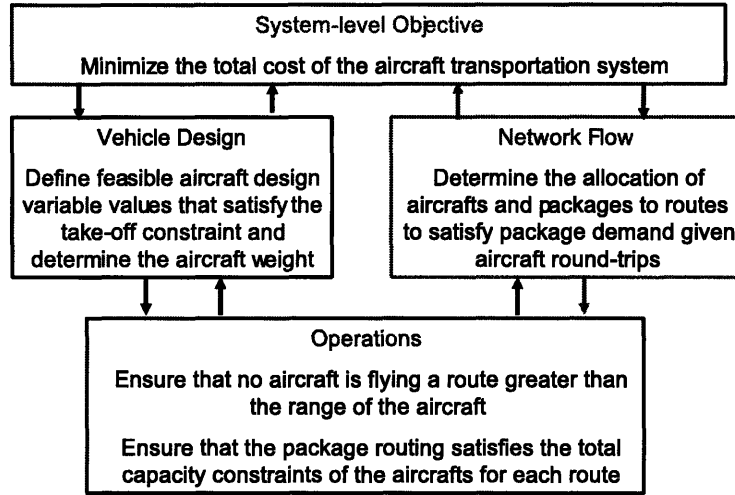 System-level Objective
Minimize the total cost of the aircraft transportation system
Vehicle Design
Define feasible aircraft design
variable values that satisfy the
take-off constraint and
determine the aircraft weight
Network Flow
Determine the allocation of
aircrafts and packages to routes
to satisfy package demand given
aircraft round-trips
Operations
Ensure that no aircraft is flying a route greater than
the range of the aircraft
Ensure that the package routing satisfies the total
capacity constraints of the aircrafts for each route